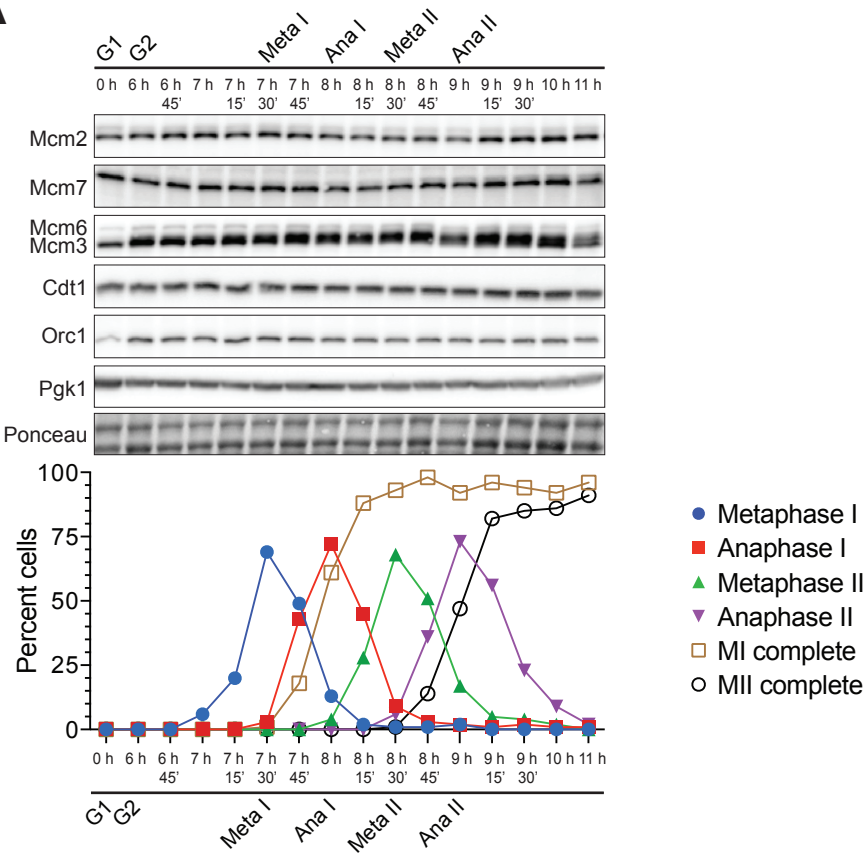 A
G1 G2 Meta I Ana I Meta II Ana II
0 h 6 h 6 h 7 h 7 h 7 h 7 h 8 h 8 h 8 h 8 h 9 h 9 h 9 h 10 h 11 h
45' 15' 30' 45' 15' 30' 45' 15' 30'
Mcm2
Mcm7
Mcm6
Mcm3
Cdt1
Orc1
Pgk1
Ponceau
100
75
50
25
0
Percent cells
Metaphase I
Anaphase I
Metaphase II
Anaphase II
MI complete
MII complete
0 h 6 h 6 h 7 h 7 h 7 h 7 h 8 h 8 h 8 h 8 h 9 h 9 h 9 h 10 h 11 h
45' 15' 30' 45' 15' 30' 45' 15' 30'
G1 G2 Meta I Ana I Meta II Ana II